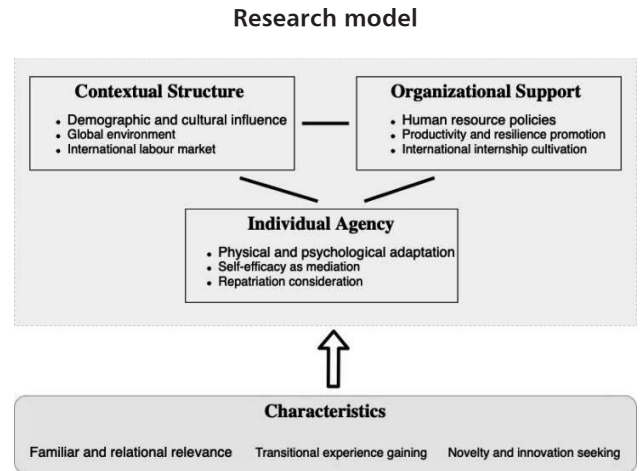 Research model
Contextual Structure
• Demographic and cultural influence
• Global environment
• International labour market
Organizational Support
• Human resource policies
• Productivity and resilience promotion
• International internship cultivation
Individual Agency
• Physical and psychological adaptation
• Self-efficacy as mediation
• Repatriation consideration
Characteristics
Familiar and relational relevance Transitional experience gaining Novelty and innovation seeking